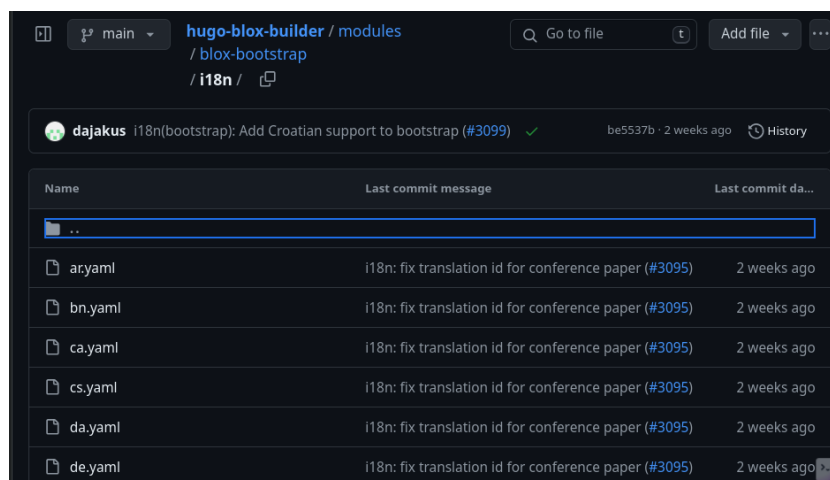 main
hugo-blox-builder / modules
/ blox-bootstrap
/ i18n /
Go to file
t
Add file
...
dajakus i18n(bootstrap): Add Croatian support to bootstrap (#3099)
be5537b · 2 weeks ago
History
Name Last commit message Last commit da...
..
ar.yaml i18n: fix translation id for conference paper (#3095) 2 weeks ago
bn.yaml i18n: fix translation id for conference paper (#3095) 2 weeks ago
ca.yaml i18n: fix translation id for conference paper (#3095) 2 weeks ago
cs.yaml i18n: fix translation id for conference paper (#3095) 2 weeks ago
da.yaml i18n: fix translation id for conference paper (#3095) 2 weeks ago
de.yaml i18n: fix translation id for conference paper (#3095) 2 weeks ago